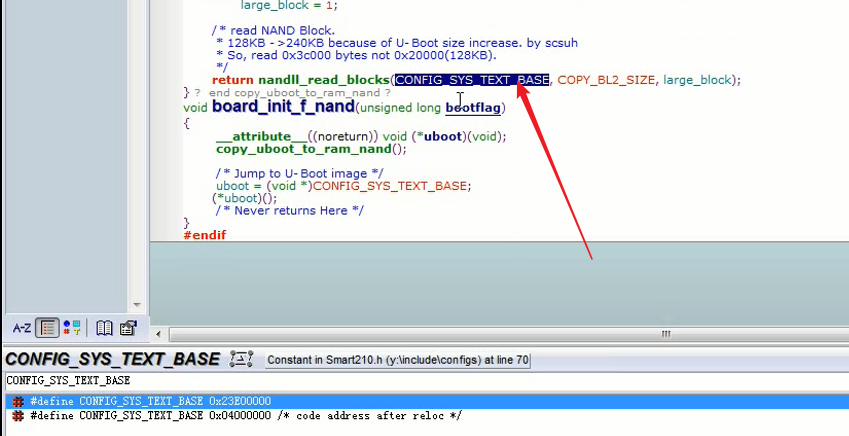 large_block = 1;
/* read NAND Block.
* 128KB ->240KB because of U-Boot size increase. by scsuh
* So, read 0x3c000 bytes not 0x20000(128KB).
*/
return nandll_read_blocks(CONFIG_SYS_TEXT_BASE, COPY_BL2_SIZE, large_block);
} ? end copy_uboot_to_ram_nand ?
void board_init_f_nand(unsigned long bootflag)
{
__attribute__((noreturn)) void (*uboot)(void);
copy_uboot_to_ram_nand();
/* Jump to U-Boot image */
uboot = (void *)CONFIG_SYS_TEXT_BASE;
(*uboot)();
/* Never returns Here */
}
#endif
A-Z
CONFIG_SYS_TEXT_BASE Constant in Smart210.h (y:\include\configs) at line 70
CONFIG_SYS_TEXT_BASE
#define CONFIG_SYS_TEXT_BASE 0x23E00000
#define CONFIG_SYS_TEXT_BASE 0x04000000 /* code address after reloc */